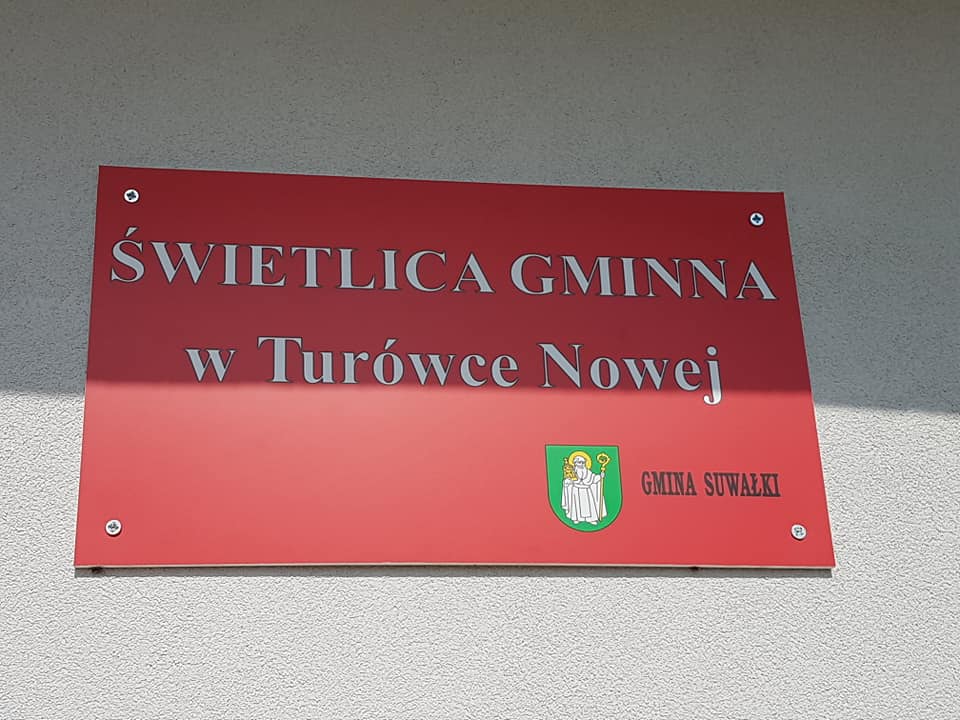 ŚWIETLICA GMINNA
w Turówce Nowej
GMINA SUWAŁKI